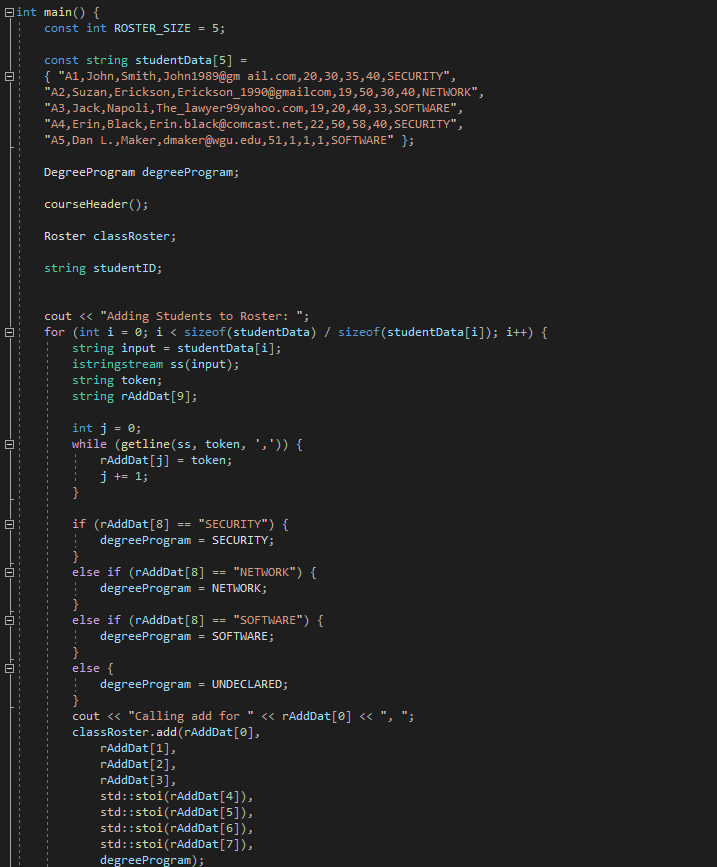 int main() {
const int ROSTER_SIZE = 5;
const string studentData[5] =
{ "A1,John,Smith,John1989@gm ail.com,20,30,35,40,SECURITY",
"A2,Suzan,Erickson,Erickson_1990@gmailcom,19,50,30,40,NETWORK",
"A3,Jack,Napoli,The_lawyer99yahoo.com,19,20,40,33,SOFTWARE",
"A4,Erin,Black,Erin.black@comcast.net,22,50,58,40,SECURITY",
"A5,Dan L.,Maker,dmaker@wgu.edu,51,1,1,1,SOFTWARE" };
DegreeProgram degreeProgram;
courseHeader();
Roster classRoster;
string studentID;
cout << "Adding Students to Roster: ";
for (int i = 0; i < sizeof(studentData) / sizeof(studentData[i]); i++) {
string input = studentData[i];
istringstream ss(input);
string token;
string rAddDat[9];
int j = 0;
while (getline(ss, token, ',')) {
rAddDat[j] = token;
j += 1;
}
if (rAddDat[8] == "SECURITY") {
degreeProgram = SECURITY;
}
else if (rAddDat[8] == "NETWORK") {
degreeProgram = NETWORK;
}
else if (rAddDat[8] == "SOFTWARE") {
degreeProgram = SOFTWARE;
}
else {
degreeProgram = UNDECLARED;
}
cout << "Calling add for " << rAddDat[0] << ", ";
classRoster.add(rAddDat[0],
rAddDat[1],
rAddDat[2],
rAddDat[3],
std::stoi(rAddDat[4]),
std::stoi(rAddDat[5]),
std::stoi(rAddDat[6]),
std::stoi(rAddDat[7]),
degreeProgram);